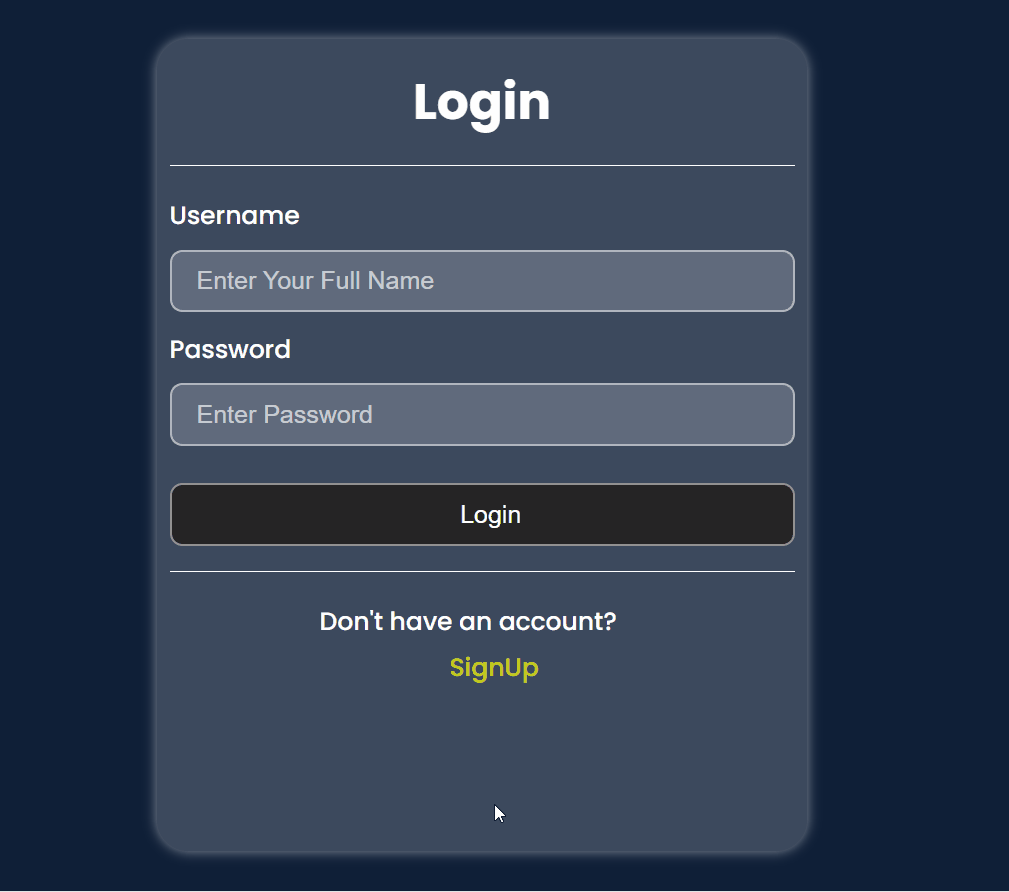 Login
Username
Enter Your Full Name
Password
Enter Password
Login
Don't have an account?
SignUp